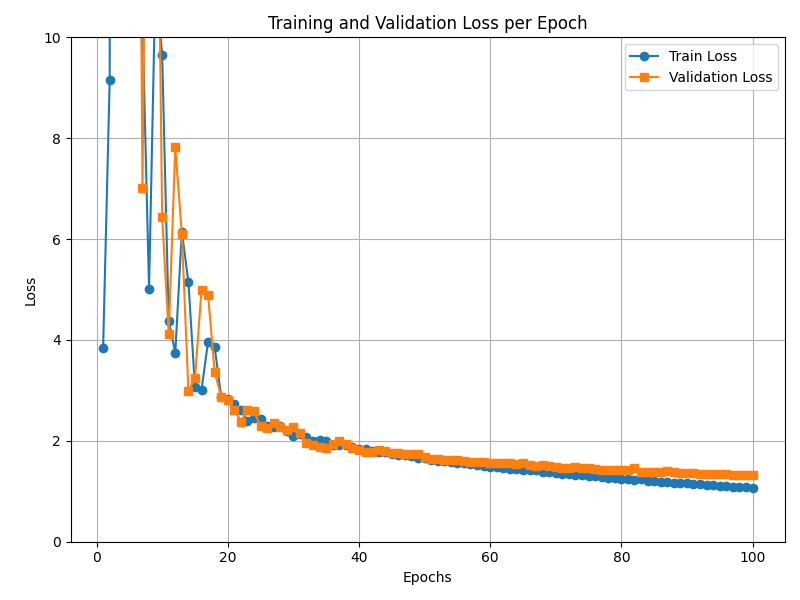 Training and Validation Loss per Epoch
Train Loss
Validation Loss
Loss
10
8
6
4
2
0
0 20 40 60 80 100
Epochs